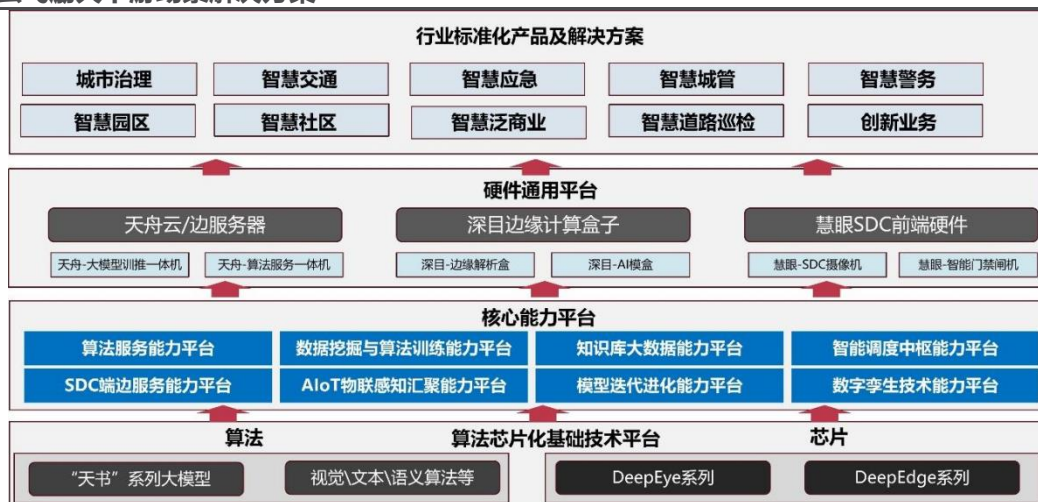 行业标准化产品及解决方案
城市治理 智慧交通 智慧应急 智慧城管 智慧警务
智慧园区 智慧社区 智慧泛商业 智慧道路巡检 创新业务
硬件通用平台
天舟云/边服务器 深目边缘计算盒子 慧眼SDC前端硬件
天舟-大模型训推一体机 天舟-算法服务一体机 深目-边缘解析盒 深目-AI模盒 慧眼-SDC摄像机 慧眼-智能门禁闸机
核心能力平台
算法服务能力平台 数据挖掘与算法训练能力平台 知识库大数据能力平台 智能调度中枢能力平台
SDC端边服务能力平台 AIoT物联感知汇聚能力平台 模型迭代进化能力平台 数字孪生技术能力平台
算法 算法芯片化基础技术平台 芯片
“天书”系列大模型 视觉\文本\语义算法等 DeepEye系列 DeepEdge系列